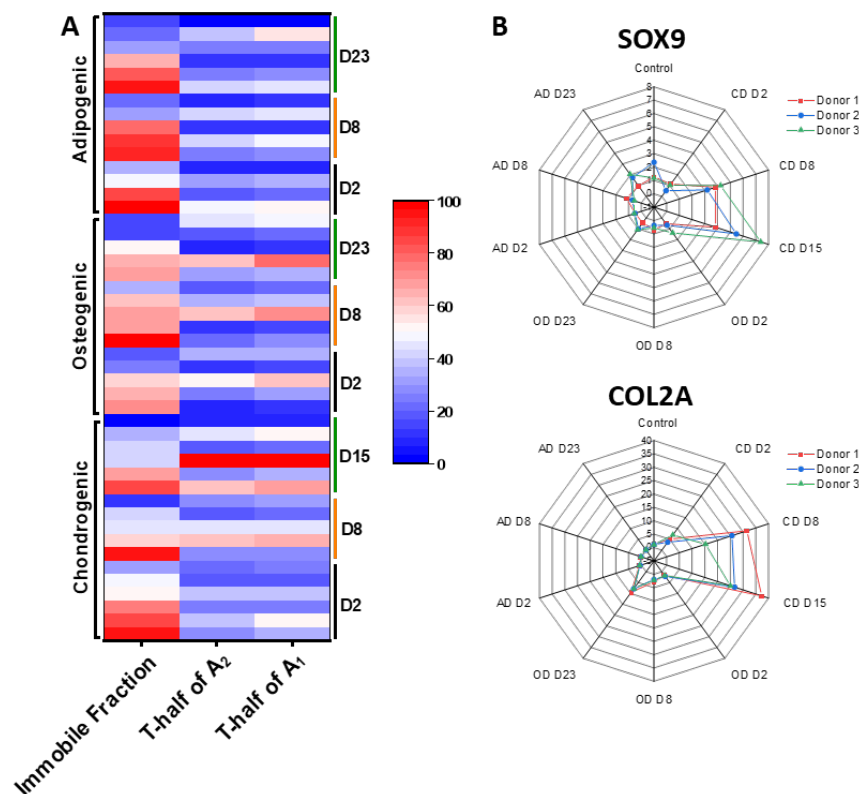 A
Adipogenic
Osteogenic
Chondrogenic
D23
D8
D2
D23
D8
D2
D15
D8
D2
100
80
60
40
20
0
Immobile Fraction
T-half of A₂
T-half of A₁
B
SOX9
Control
CD D2
CD D8
CD D15
OD D2
OD D8
OD D23
AD D2
AD D8
AD D23
8
7
6
5
4
3
2
1
0
Donor 1
Donor 2
Donor 3
COL2A
Control
CD D2
CD D8
CD D15
OD D2
OD D8
OD D23
AD D2
AD D8
AD D23
40
35
30
25
20
15
10
5
0
Donor 1
Donor 2
Donor 3